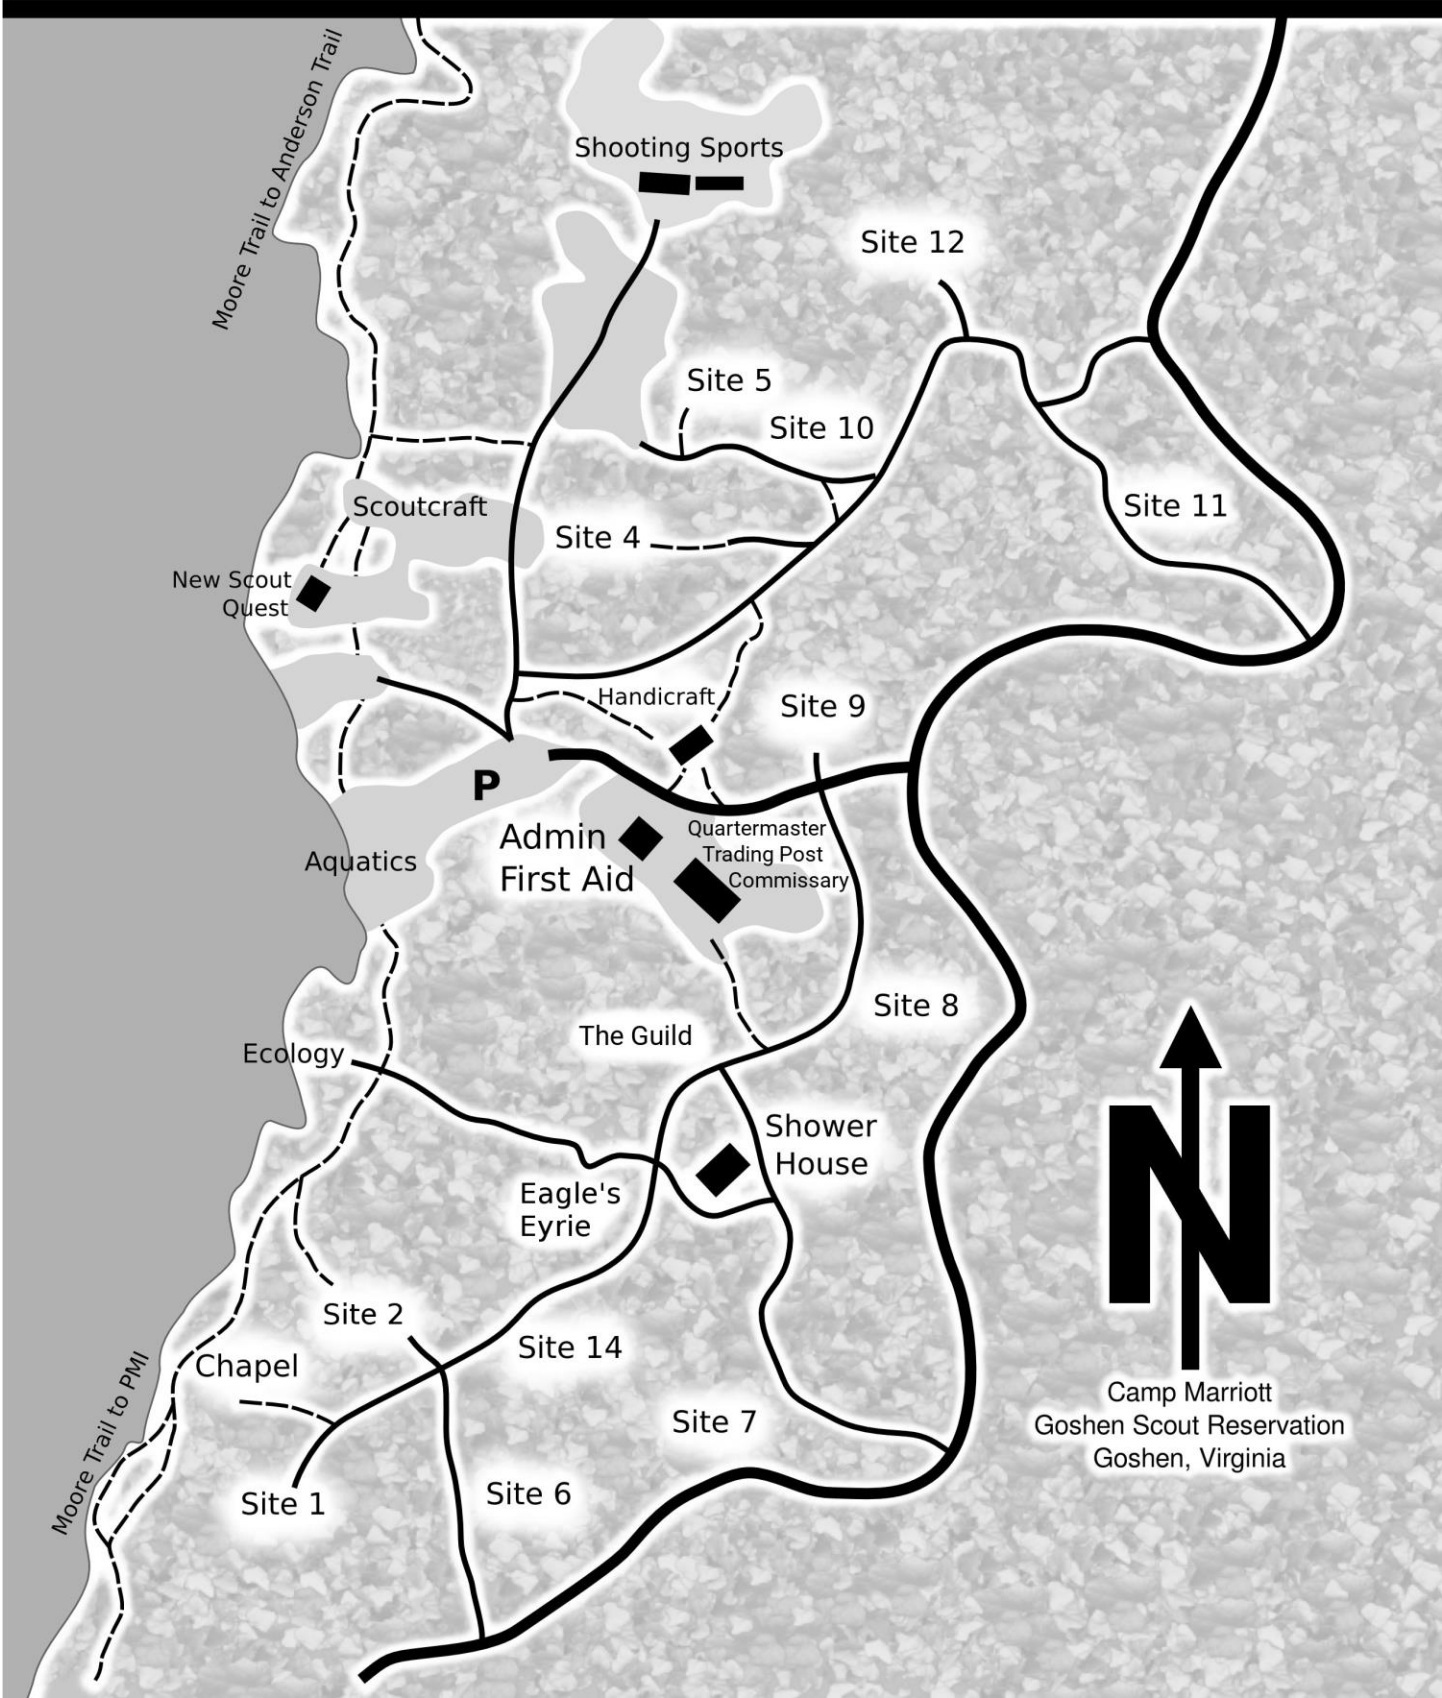 Moore Trail to Anderson Trail
Shooting Sports
Site 12
Site 5
Site 10
Scoutcraft
Site 11
Site 4
New Scout
Quest
Handicraft
Site 9
P
Admin
First Aid
Quartermaster
Trading Post
Commissary
Aquatics
Site 8
The Guild
Ecology
Shower
House
Eagle's
Eyrie
Site 2
Site 14
Chapel
Moore Trail to PMI
Site 7
Site 6
Site 1
N
Camp Marriott
Goshen Scout Reservation
Goshen, Virginia